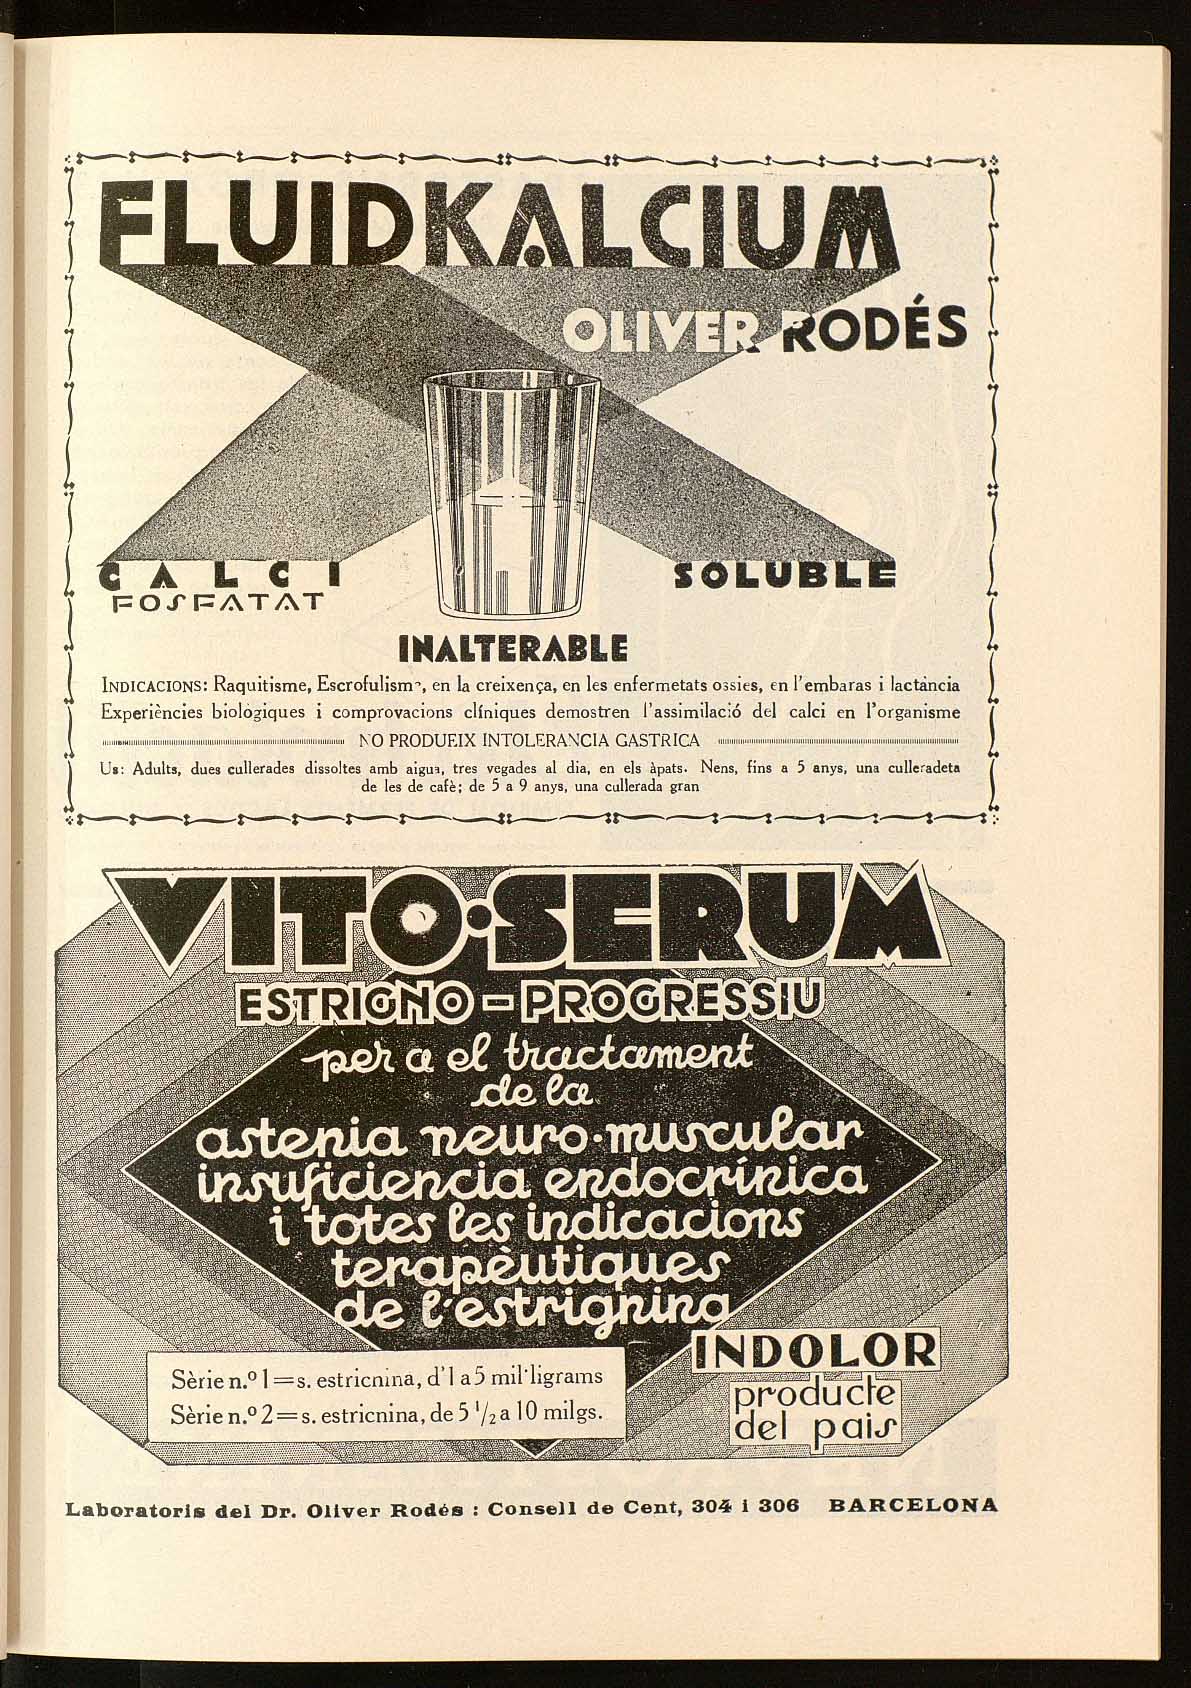 FLUIDKALCIUM
OLIVER RODÉS
CALCI
FOSFATAT
SOLUBLE
INALTERABLE
INDICACIONS: Raquitisme, Escrofulisme, en la creixença, en les enfermetats ossies, en l'embaras i lactància
Experiències biològiques i comprovacions clíniques demostren l'assimilació del calci en l'organisme
NO PRODUEIX INTOLERANCIA GASTRICA
Us: Adults, dues cullerades dissoltes amb aigua, tres vegades al dia, en els àpats. Nens, fins a 5 anys, una culleradeta
de les de cafè; de 5 a 9 anys, una cullerada gran
VITO·SERUM
ESTRIGNO - PROGRESSIU
per a el tractament
de la
astenia neuro-muscular
insuficiencia endocrínica
i totes les indicacions
terapèutiques
de l'estrignina
INDOLOR
producte
del pais
Sèrie n.º 1 = s. estricnina, d'1 a 5 mil·ligrams
Sèrie n.º 2 = s. estricnina, de 5 1/2 a 10 milgs.
Laboratoris del Dr. Oliver Rodés : Consell de Cent, 304 i 306 BARCELONA